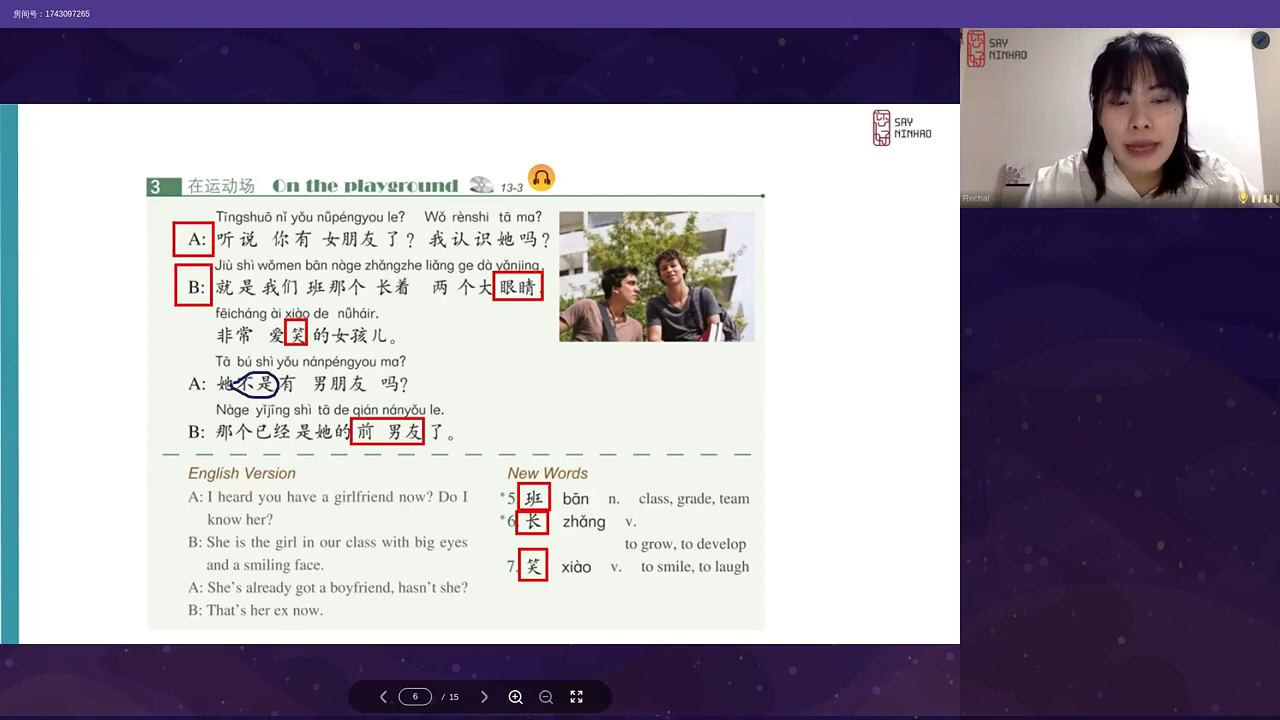 房间号：1743097265
SAY
NINHAO
SAY
NINHAO
3 在运动场 On the playground 13-3
Tīngshuō nǐ yǒu nǚpéngyou le? Wǒ rènshi tā ma?
A: 听说 你有 女朋友 了？ 我 认识 她 吗？
Jiù shì wǒmen bān nàge zhǎngzhe liǎng ge dà yǎnjing,
B: 就是我们 班那个 长着 两 个大眼睛,
fēicháng ài xiào de nǚháir.
非常 爱笑的女孩儿。
Tā bú shì yǒu nánpéngyou ma?
A: 她不是有 男朋友 吗？
Nàge yǐjīng shì tā de qián nányǒu le.
B: 那个已经是她的前 男友了。
English Version
A: I heard you have a girlfriend now? Do I
know her?
B: She is the girl in our class with big eyes
and a smiling face.
A: She's already got a boyfriend, hasn't she?
B: That's her ex now.
New Words
*5. 班 bān n. class, grade, team
*6. 长 zhǎng v.
to grow, to develop
7. 笑 xiào v. to smile, to laugh
Rechal
6 / 15